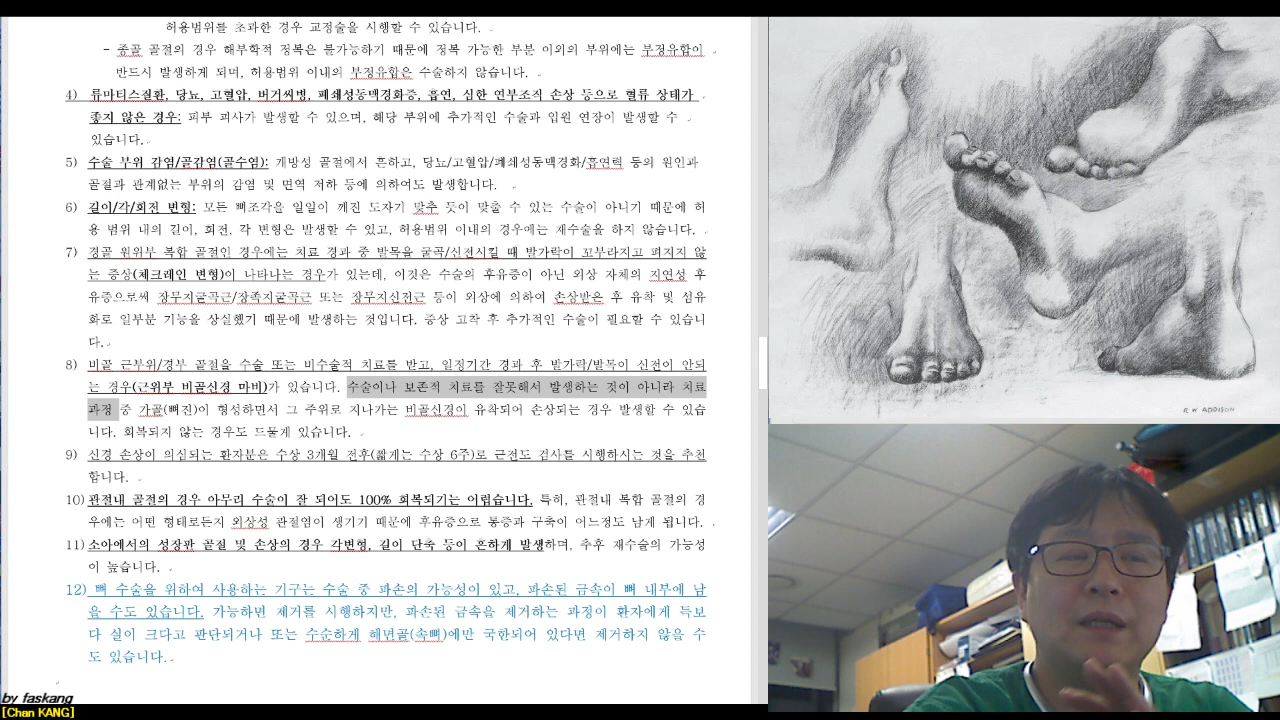 허용범위를 초과한 경우 교정술을 시행할 수 있습니다.
- 종골 골절의 경우 해부학적 정복은 불가능하기 때문에 정복 가능한 부분 이외의 부위에는 부정유합이
반드시 발생하게 되며, 허용범위 이내의 부정유합은 수술하지 않습니다.
4) 류마티스질환, 당뇨, 고혈압, 버거씨병, 폐쇄성동맥경화증, 흡연, 심한 연부조직 손상 등으로 혈류 상태가
좋지 않은 경우: 피부 괴사가 발생할 수 있으며, 해당 부위에 추가적인 수술과 입원 연장이 발생할 수
있습니다.
5) 수술 부위 감염/골감염(골수염): 개방성 골절에서 흔하고, 당뇨/고혈압/폐쇄성동맥경화/흡연력 등의 원인과
골절과 관계없는 부위의 감염 및 면역 저하 등에 의하여도 발생합니다.
6) 길이/각/회전 변형: 모든 뼈조각을 일일이 깨진 도자기 맞추 듯이 맞출 수 있는 수술이 아니기 때문에 허
용 범위 내의 길이, 회전, 각 변형은 발생할 수 있고, 허용범위 이내의 경우에는 재수술을 하지 않습니다.
7) 경골 원위부 복합 골절인 경우에는 치료 경과 중 발목을 굴곡/신전시킬 때 발가락이 꼬부라지고 펴지지 않
는 증상(체크레인 변형)이 나타나는 경우가 있는데, 이것은 수술의 후유증이 아닌 외상 자체의 지연성 후
유증으로써 장무지굴곡근/장족지굴곡근 또는 장무지신전근 등이 외상에 의하여 손상받은 후 유착 및 섬유
화로 일부분 기능을 상실했기 때문에 발생하는 것입니다. 증상 고착 후 추가적인 수술이 필요할 수 있습니
다.
8) 비골 근부위/경부 골절을 수술 또는 비수술적 치료를 받고, 일정기간 경과 후 발가락/발목이 신전이 안되
는 경우(근위부 비골신경 마비)가 있습니다. 수술이나 보존적 치료를 잘못해서 발생하는 것이 아니라 치료
과정 중 가골(뼈진)이 형성하면서 그 주위로 지나가는 비골신경이 유착되어 손상되는 경우 발생할 수 있습
니다. 회복되지 않는 경우도 드물게 있습니다.
9) 신경 손상이 의심되는 환자분은 수상 3개월 전후(짧게는 수상 6주)로 근전도 검사를 시행하시는 것을 추천
합니다.
10) 관절내 골절의 경우 아무리 수술이 잘 되어도 100% 회복되기는 어렵습니다. 특히, 관절내 복합 골절의 경
우에는 어떤 형태로든지 외상성 관절염이 생기기 때문에 후유증으로 통증과 구축이 어느정도 남게 됩니다.
11) 소아에서의 성장판 골절 및 손상의 경우 각변형, 길이 단축 등이 흔하게 발생하며, 추후 재수술의 가능성
이 높습니다.
12) 뼈 수술을 위하여 사용하는 기구는 수술 중 파손의 가능성이 있고, 파손된 금속이 뼈 내부에 남
을 수도 있습니다. 가능하면 제거를 시행하지만, 파손된 금속을 제거하는 과정이 환자에게 득보
다 실이 크다고 판단되거나 또는 수순하게 해면골(속뼈)에만 국한되어 있다면 제거하지 않을 수
도 있습니다.
by faskang
[Chan KANG]
R W ADDISON